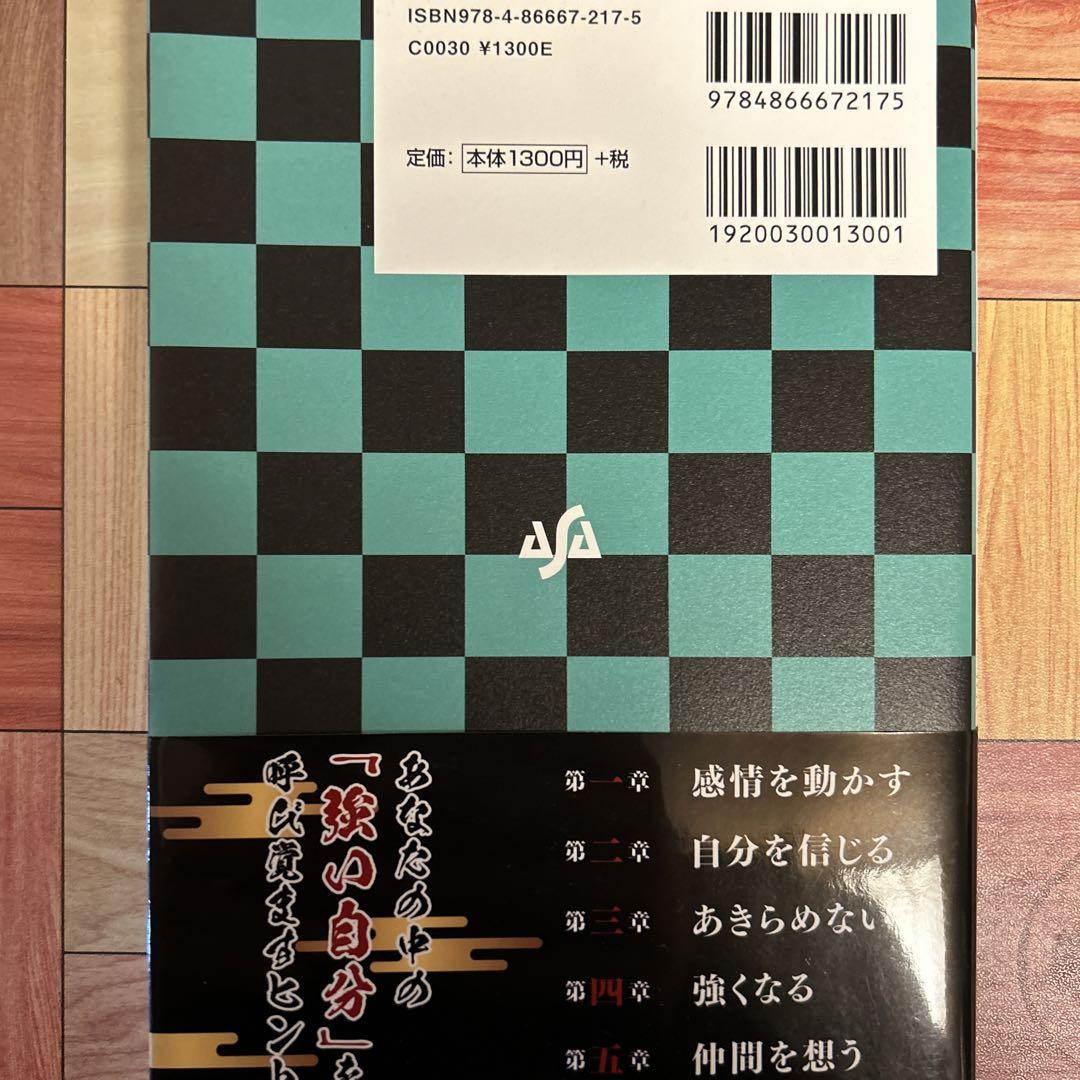 ISBN978-4-86667-217-5
C0030 ¥1300E
9784866672175
定価： 本体1300円 +税
1920030013001
ASA
第一章 感情を動かす
第二章 自分を信じる
第三章 あきらめない
第四章 強くなる
第五章 仲間を想う
あなたの中の
「強い自分」を
呼び覚ますヒント